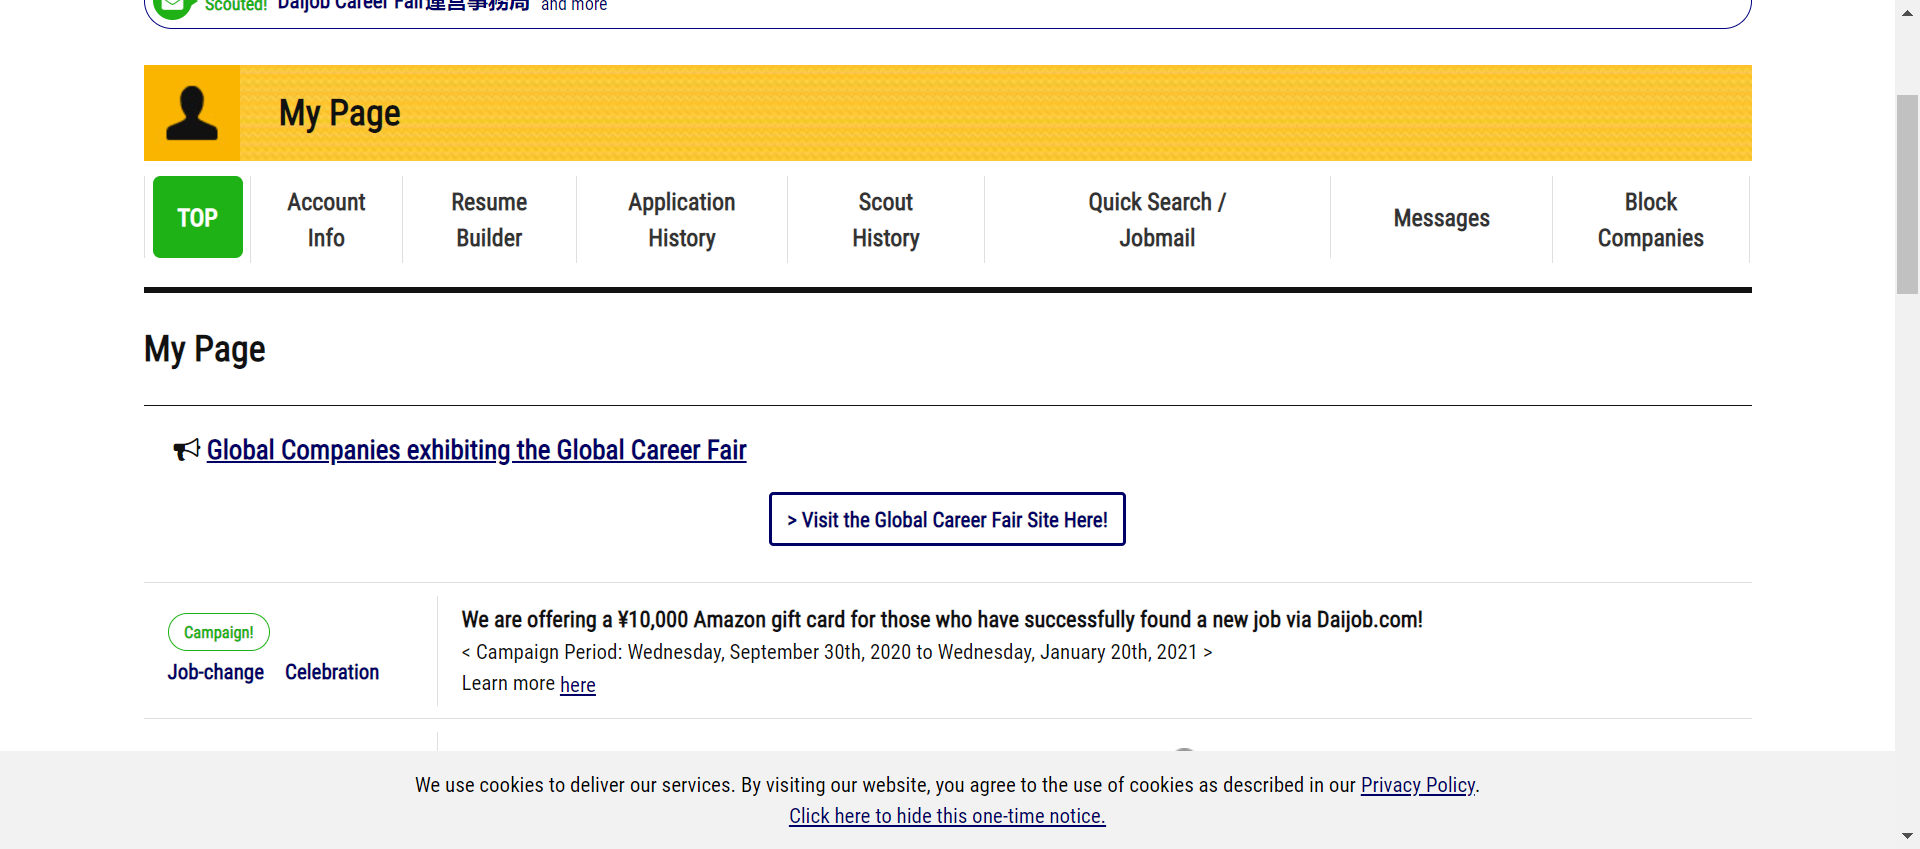 Scouted! Daijob Career Fair運営事務局 and more
My Page
TOP
Account
Info
Resume
Builder
Application
History
Scout
History
Quick Search /
Jobmail
Messages
Block
Companies
My Page
Global Companies exhibiting the Global Career Fair
> Visit the Global Career Fair Site Here!
Campaign!
Job-change Celebration
We are offering a ¥10,000 Amazon gift card for those who have successfully found a new job via Daijob.com!
< Campaign Period: Wednesday, September 30th, 2020 to Wednesday, January 20th, 2021 >
Learn more here
We use cookies to deliver our services. By visiting our website, you agree to the use of cookies as described in our Privacy Policy.
Click here to hide this one-time notice.